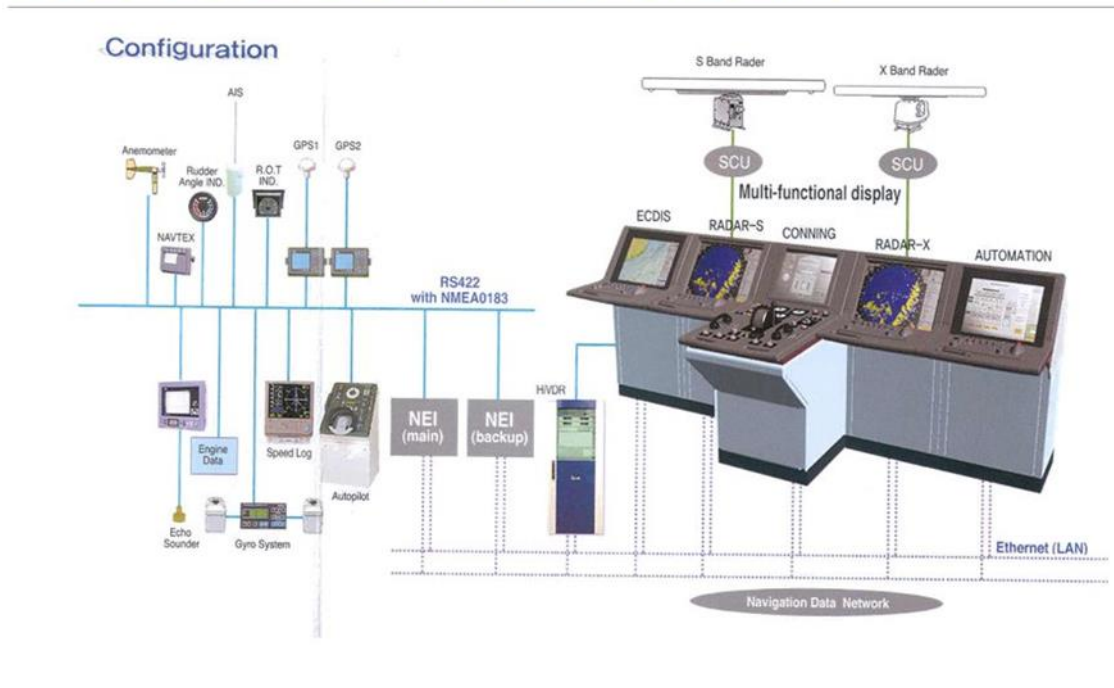 Configuration
S Band Rader
X Band Rader
AIS
Anemometer
Rudder
Angle IND.
R.O.T
IND.
GPS1
GPS2
SCU
SCU
Multi-functional display
NAVTEX
ECDIS
RADAR-S
CONNING
RADAR-X
AUTOMATION
RS422
with NMEA0183
HiVDR
NEI
(main)
NEI
(backup)
Engine
Data
Speed Log
Autopilot
Echo
Sounder
Gyro System
Ethernet (LAN)
Navigation Data Network